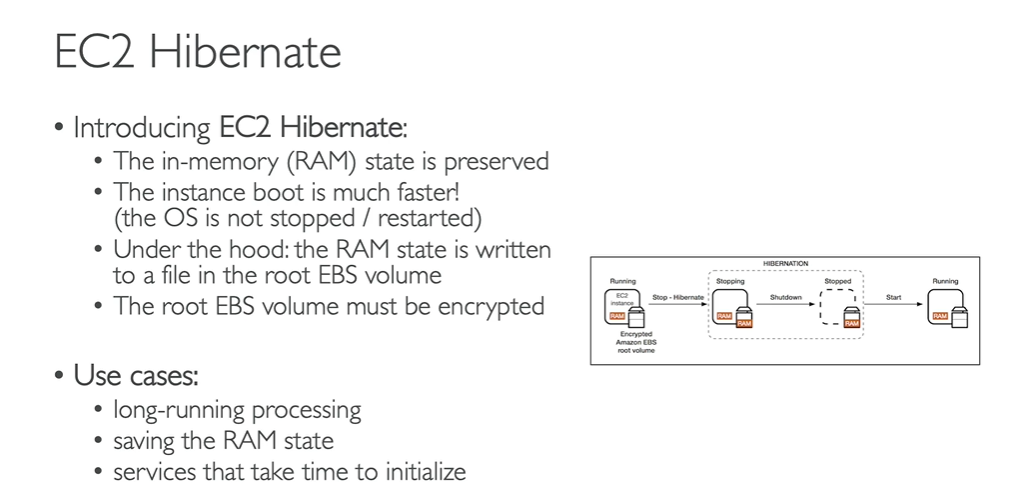 EC2 Hibernate
• Introducing EC2 Hibernate:
• The in-memory (RAM) state is preserved
• The instance boot is much faster!
(the OS is not stopped / restarted)
• Under the hood: the RAM state is written
to a file in the root EBS volume
• The root EBS volume must be encrypted
• Use cases:
• long-running processing
• saving the RAM state
• services that take time to initialize
HIBERNATION
Running
EC2
instance
RAM
Encrypted
Amazon EBS
root volume
Stop - Hibernate
Stopping
RAM
RAM
Shutdown
Stopped
RAM
Start
Running
RAM